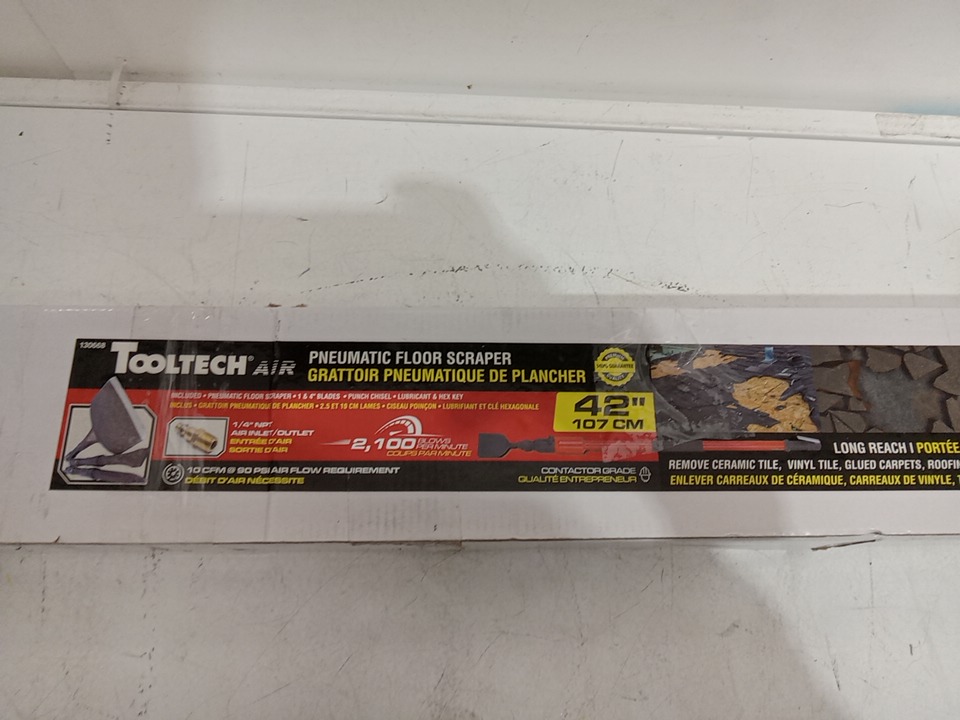 130668
TOOLTECH® AIR
PNEUMATIC FLOOR SCRAPER
GRATTOIR PNEUMATIQUE DE PLANCHER
INCLUDED • PNEUMATIC FLOOR SCRAPER • 1 & 4" BLADES • PUNCH CHISEL • LUBRICANT & HEX KEY
INCLUS • GRATTOIR PNEUMATIQUE DE PLANCHER • 2.5 ET 10 CM LAMES • CISEAU POINÇON • LUBRIFIANT ET CLÉ HEXAGONALE
1/4" NPT
AIR INLET/OUTLET
ENTRÉE D'AIR
SORTIE D'AIR
2,100 BLOWS PER MINUTE
COUPS PAR MINUTE
42"
107 CM
10 CFM @ 90 PSI AIR FLOW REQUIREMENT
DÉBIT D'AIR NÉCESSITE
CONTACTOR GRADE
QUALITÉ ENTREPRENEUR
LONG REACH | PORTÉE
REMOVE CERAMIC TILE, VINYL TILE, GLUED CARPETS, ROOFIN
ENLEVER CARREAUX DE CÉRAMIQUE, CARREAUX DE VINYLE, T